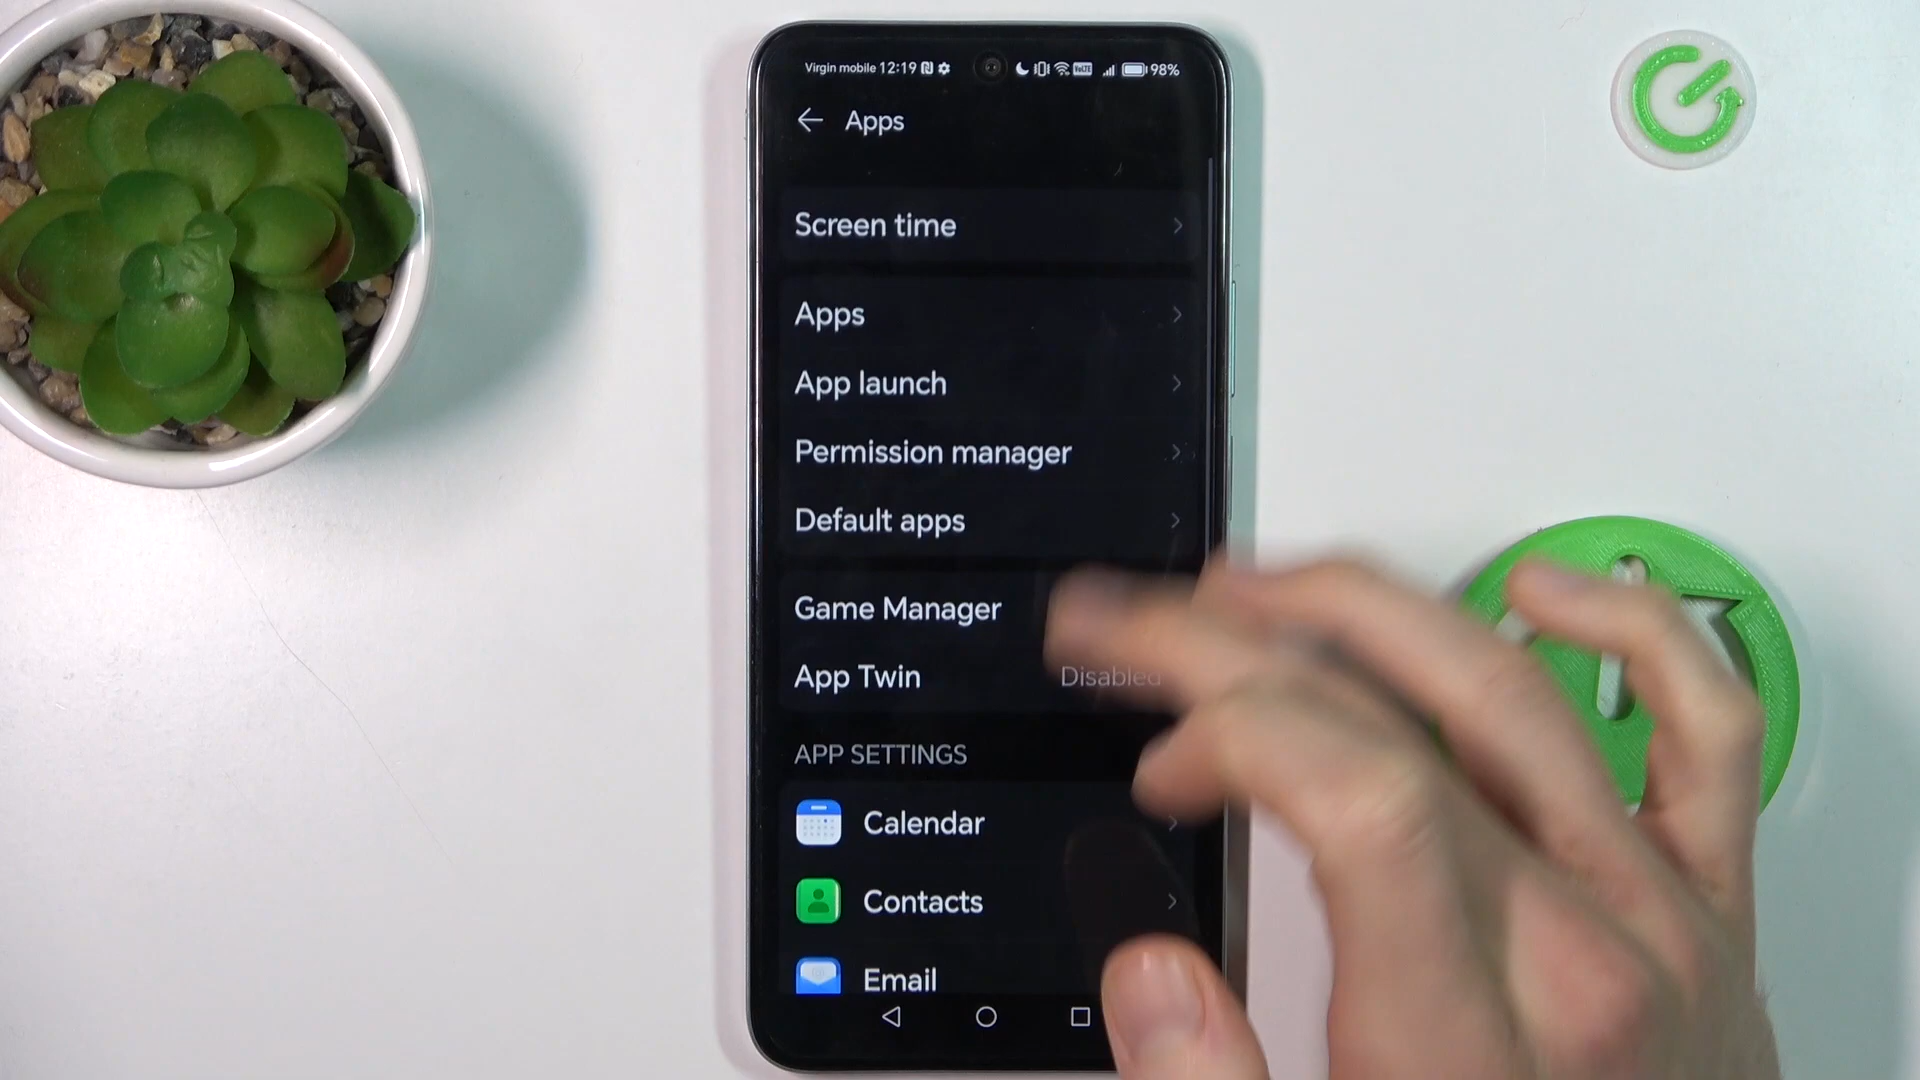 Virgin mobile 12:19 VoLTE 98%
Apps
Screen time
Apps
App launch
Permission manager
Default apps
Game Manager
App Twin Disabled
APP SETTINGS
Calendar
Contacts
Email